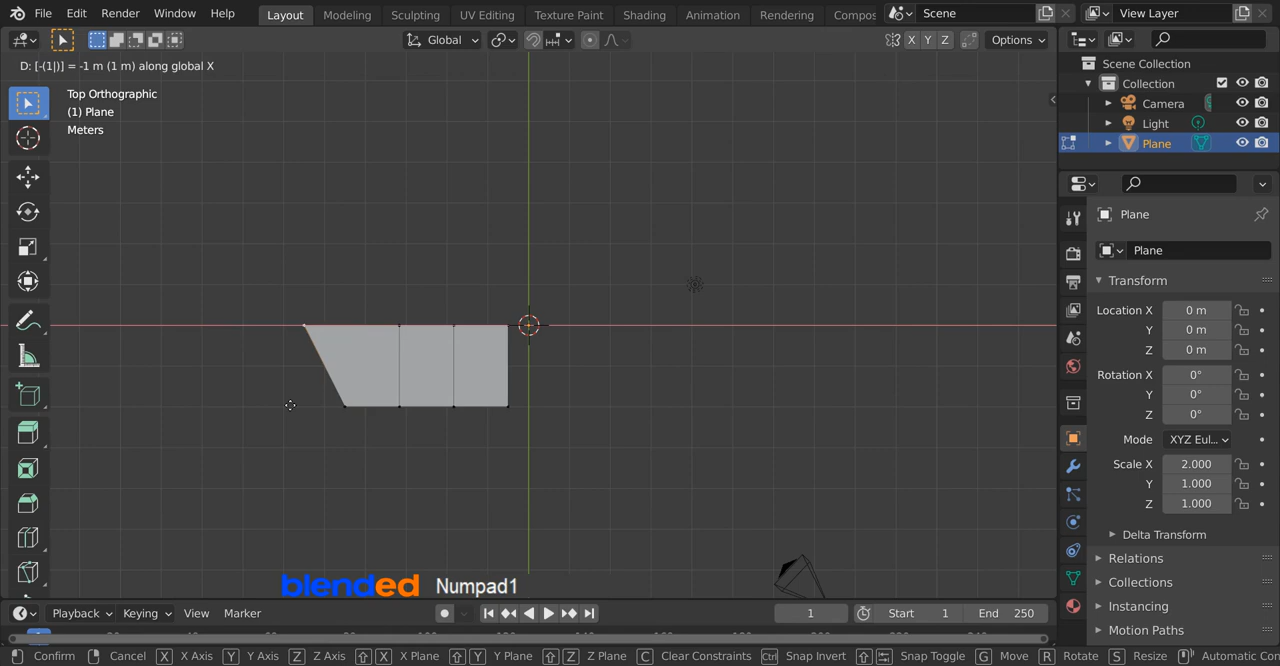 File Edit Render Window Help Layout Modeling Sculpting UV Editing Texture Paint Shading Animation Rendering Compos Scene View Layer
Global X Y Z Options
D: [-(1|)] = -1 m (1 m) along global X
Top Orthographic
(1) Plane
Meters
Scene Collection
Collection
Camera
Light
Plane
Plane
Plane
Transform
Location X 0 m
Y 0 m
Z 0 m
Rotation X 0°
Y 0°
Z 0°
Mode XYZ Eul...
Scale X 2.000
Y 1.000
Z 1.000
Delta Transform
Relations
Collections
Instancing
Motion Paths
blended Numpad1
Playback Keying View Marker 1 Start 1 End 250
Confirm Cancel X X Axis Y Y Axis Z Z Axis X X Plane Y Y Plane Z Z Plane C Clear Constraints Ctrl Snap Invert Snap Toggle G Move R Rotate S Resize Automatic Con